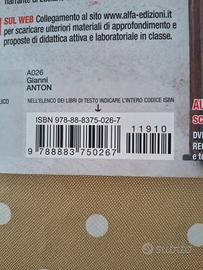 SUL WEB Collegamento al sito www.alfa-edizioni.it
per scaricare ulteriori materiali di approfondimento e
proposte di didattica attiva e laboratoriale in classe.
A026
Gianni
ANTON
NELL'ELENCO DEI LIBRI DI TESTO INDICARE L'INTERO CODICE ISBN
ISBN 978-88-8375-026-7
11910
9 788883 750267
subito